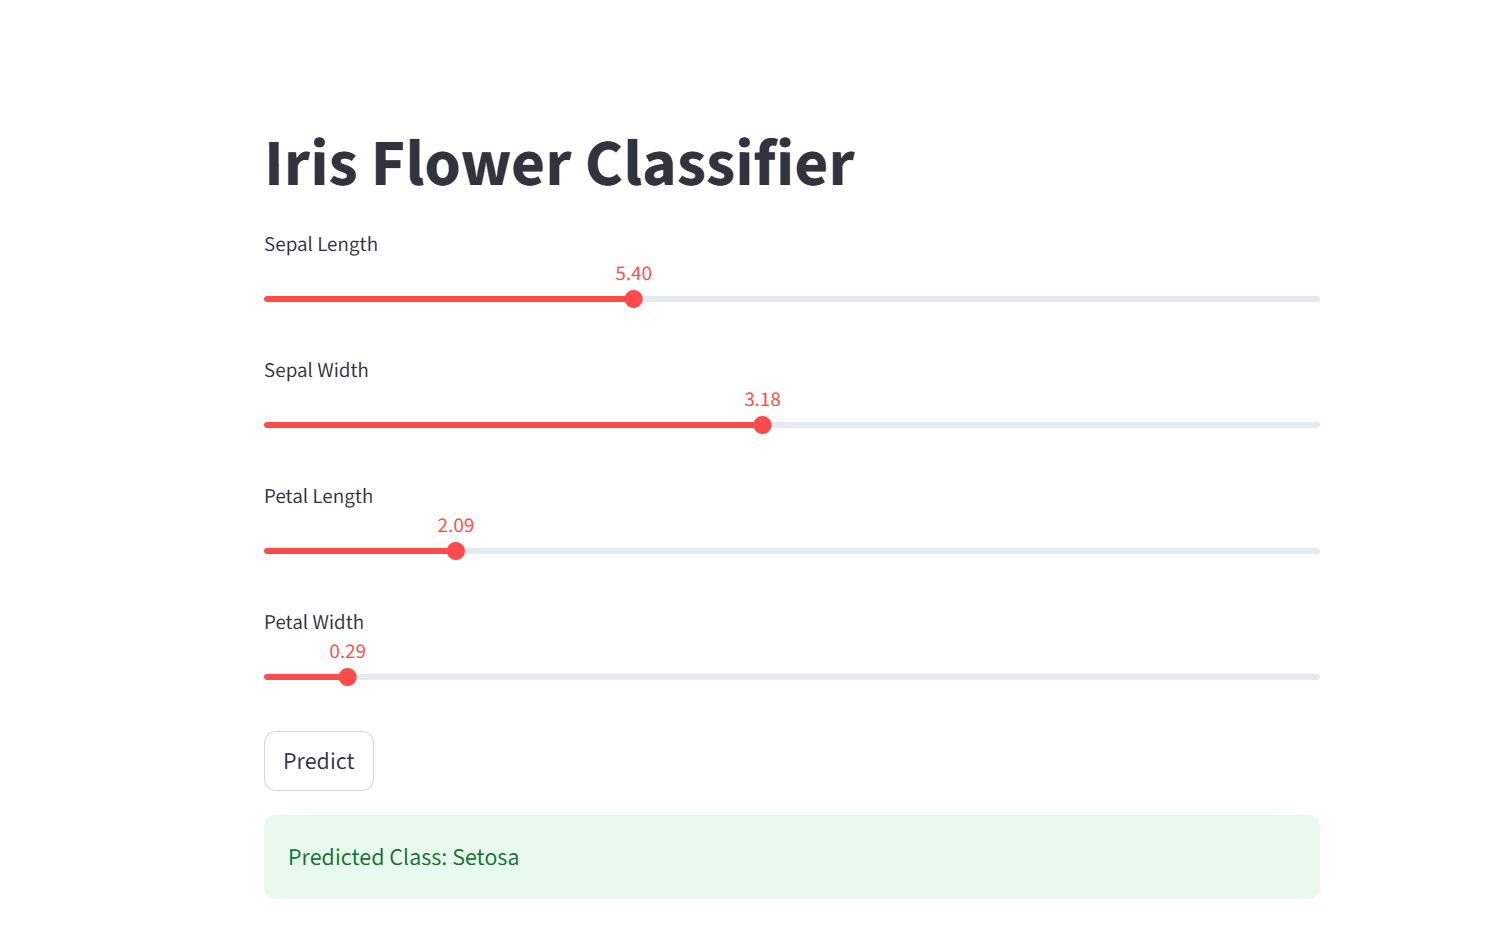 Iris Flower Classifier
Sepal Length
5.40
Sepal Width
3.18
Petal Length
2.09
Petal Width
0.29
Predict
Predicted Class: Setosa